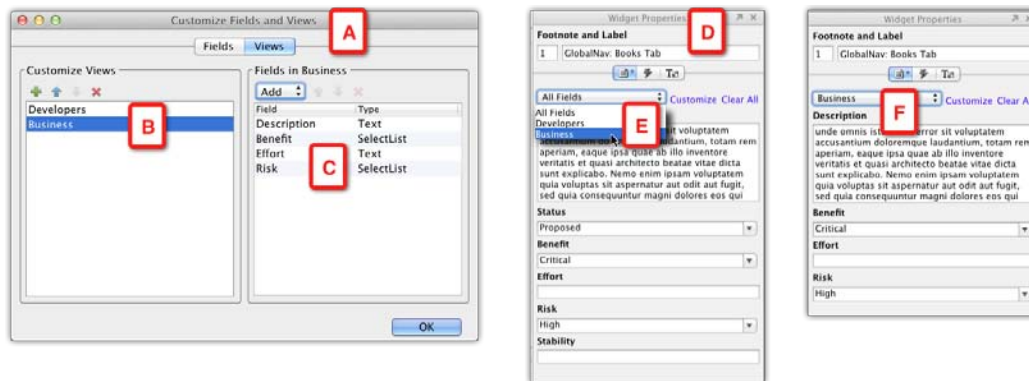 Customize Fields and Views
A
Fields Views
Customize Views
Developers
Business
B
Fields in Business
Add
Field Type
Description Text
Benefit SelectList
Effort Text
Risk SelectList
C
OK
Widget Properties
D
Footnote and Label
1 GlobalNav: Books Tab
All Fields Customize Clear All
All Fields
Developers
Business
E
sit voluptatem
accusantium laudantium, totam rem
aperiam, eaque ipsa quae ab illo inventore
veritatis et quasi architecto beatae vitae dicta
sunt explicabo. Nemo enim ipsam voluptatem
quia voluptas sit aspernatur aut odit aut fugit,
sed quia consequuntur magni dolores eos qui
Status
Proposed
Benefit
Critical
Effort
Risk
High
Stability
Widget Properties
Footnote and Label
1 GlobalNav: Books Tab
Business Customize Clear A
F
Description
unde omnis error sit voluptatem
accusantium doloremque laudantium, totam rem
aperiam, eaque ipsa quae ab illo inventore
veritatis et quasi architecto beatae vitae dicta
sunt explicabo. Nemo enim ipsam voluptatem
quia voluptas sit aspernatur aut odit aut fugit,
sed quia consequuntur magni dolores eos qui
Benefit
Critical
Effort
Risk
High